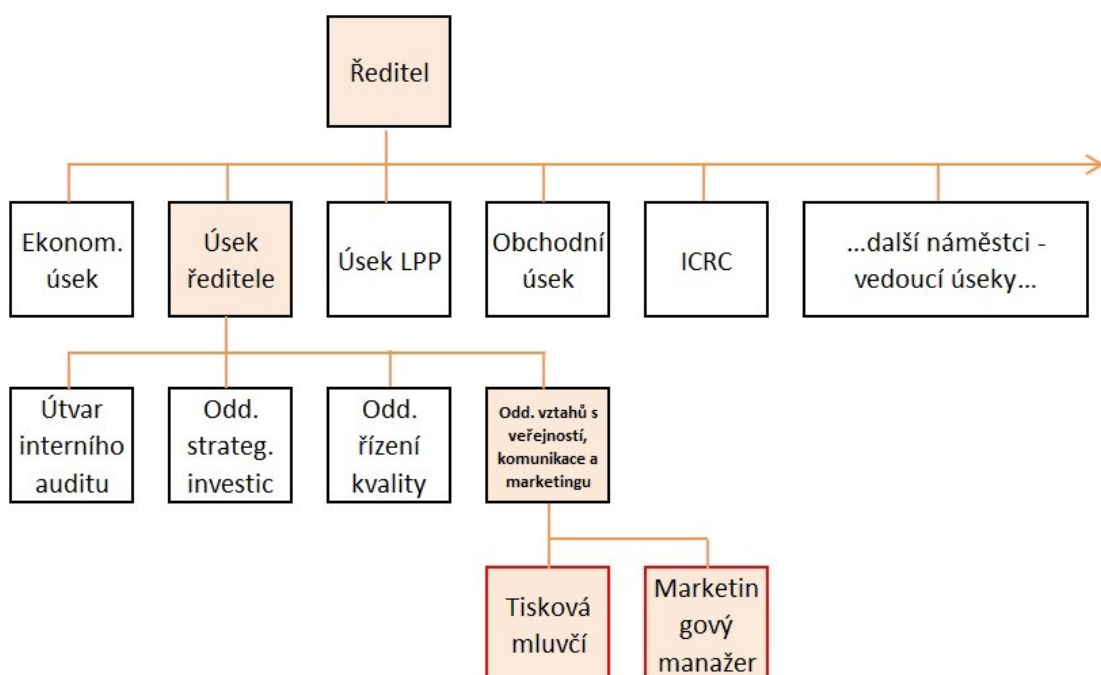 Ředitel
Ekonom.
úsek
Úsek
ředitele
Úsek LPP
Obchodní
úsek
ICRC
...další náměstci -
vedoucí úseky...
Útvar
interního
auditu
Odd.
strateg.
investic
Odd.
řízení
kvality
Odd. vztahů s
veřejností,
komunikace a
marketingu
Tisková
mluvčí
Marketin
gový
manažer